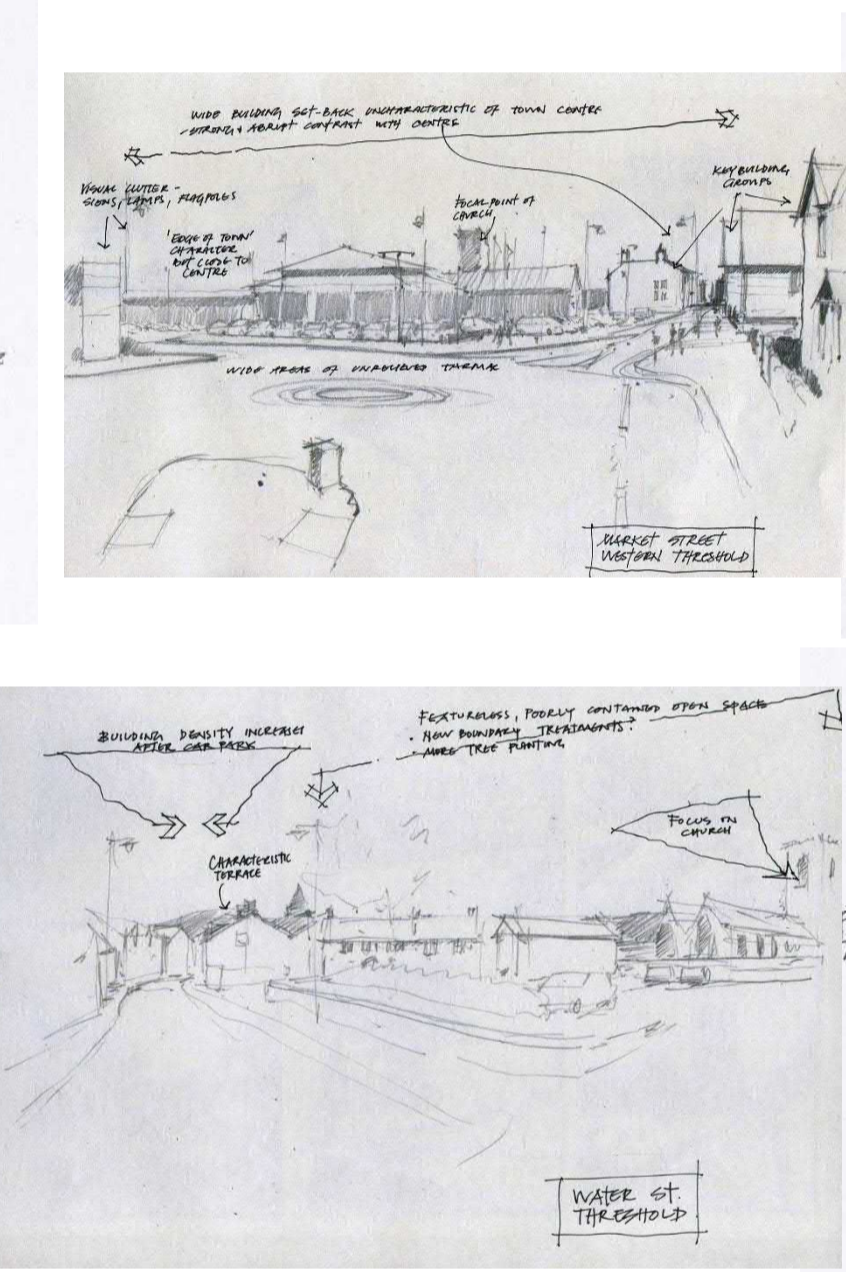 WIDE BUILDING SET-BACK UNCHARACTERISTIC OF TOWN CENTRE
- STRONG & ABRUPT CONTRAST WITH CENTRE
VISUAL CLUTTER -
SIGNS, LAMPS, FLAGPOLES
'EDGE OF TOWN'
CHARACTER
BUT CLOSE TO
CENTRE
FOCAL POINT OF
CHURCH
KEY BUILDING
GROUPS
WIDE AREAS OF UNRELIEVED TARMAC
MARKET STREET
WESTERN THRESHOLD
BUILDING DENSITY INCREASES
AFTER CAR PARK
FEATURELESS, POORLY CONTAINED OPEN SPACE
• NEW BOUNDARY TREATMENTS?
• MORE TREE PLANTING
CHARACTERISTIC
TERRACE
FOCUS ON
CHURCH
WATER ST.
THRESHOLD